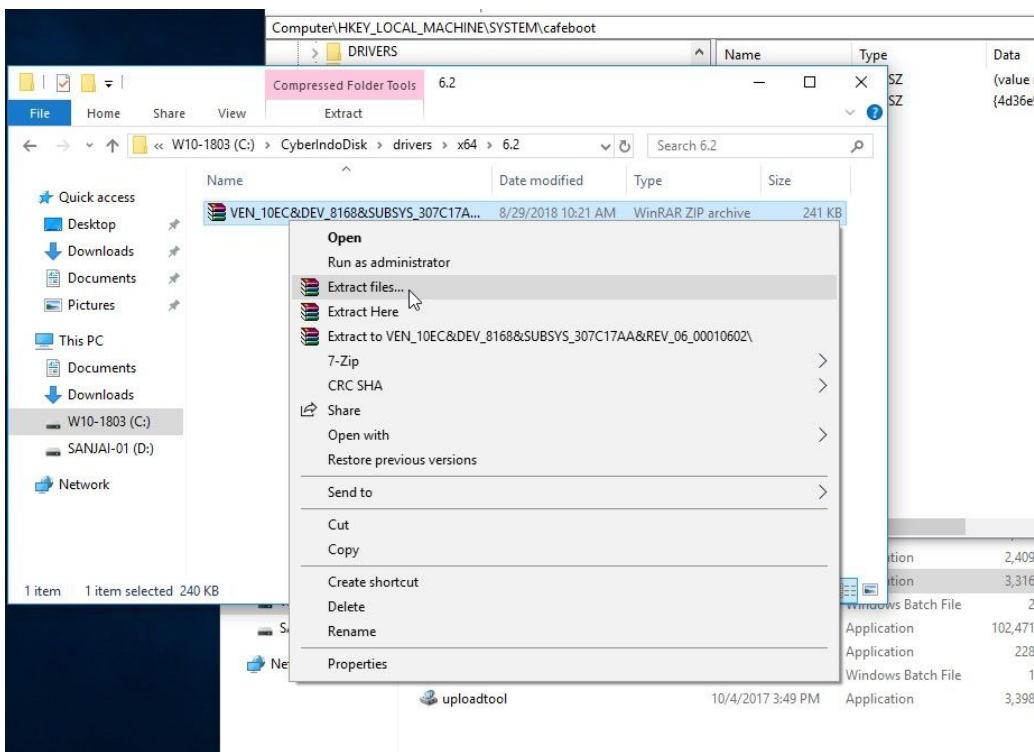 Computer\HKEY_LOCAL_MACHINE\SYSTEM\cafeboot
DRIVERS
Name Type Data
SZ (value
SZ {4d36e
Compressed Folder Tools 6.2
File Home Share View Extract
« W10-1803 (C:) › CyberIndoDisk › drivers › x64 › 6.2 Search 6.2
Name Date modified Type Size
Quick access
Desktop
Downloads
Documents
Pictures
This PC
Documents
Downloads
W10-1803 (C:)
SANJAI-01 (D:)
Network
VEN_10EC&DEV_8168&SUBSYS_307C17A... 8/29/2018 10:21 AM WinRAR ZIP archive 241 KB
Open
Run as administrator
Extract files...
Extract Here
Extract to VEN_10EC&DEV_8168&SUBSYS_307C17AA&REV_06_00010602\
7-Zip
CRC SHA
Share
Open with
Restore previous versions
Send to
Cut
Copy
Create shortcut
Delete
Rename
Properties
1 item 1 item selected 240 KB
ation 2,409
ation 3,316
Windows Batch File 2
SA Application 102,471
Application 228
Ne Windows Batch File 1
uploadtool 10/4/2017 3:49 PM Application 3,398